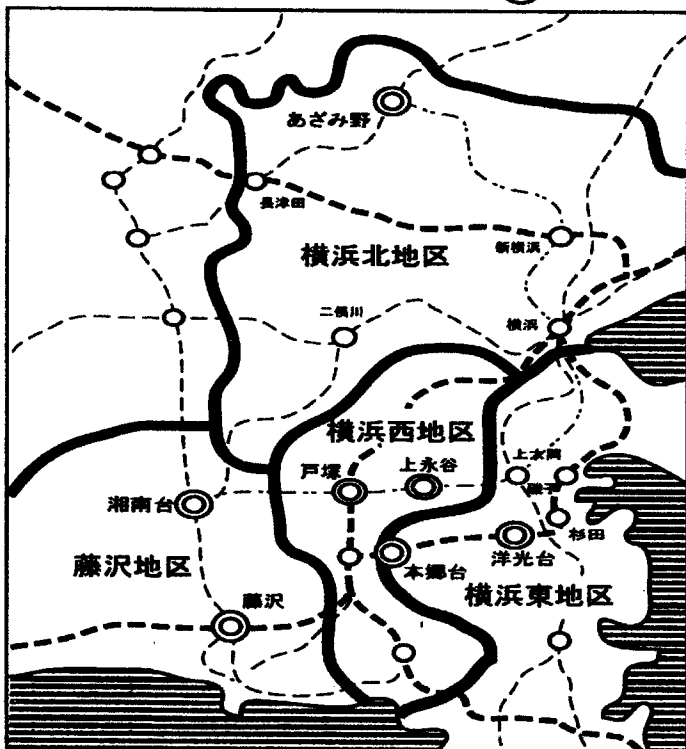 あざみ野
長津田
新横浜
横浜北地区
二俣川
横浜
横浜西地区
上大岡
戸塚
上永谷
磯子
湘南台
杉田
洋光台
本郷台
藤沢地区
横浜東地区
藤沢